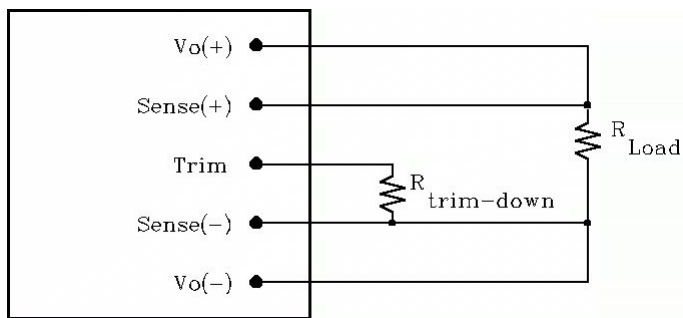 Vo(+)
Sense(+)
R
Load
Trim
R
trim-down
Sense(-)
Vo(-)